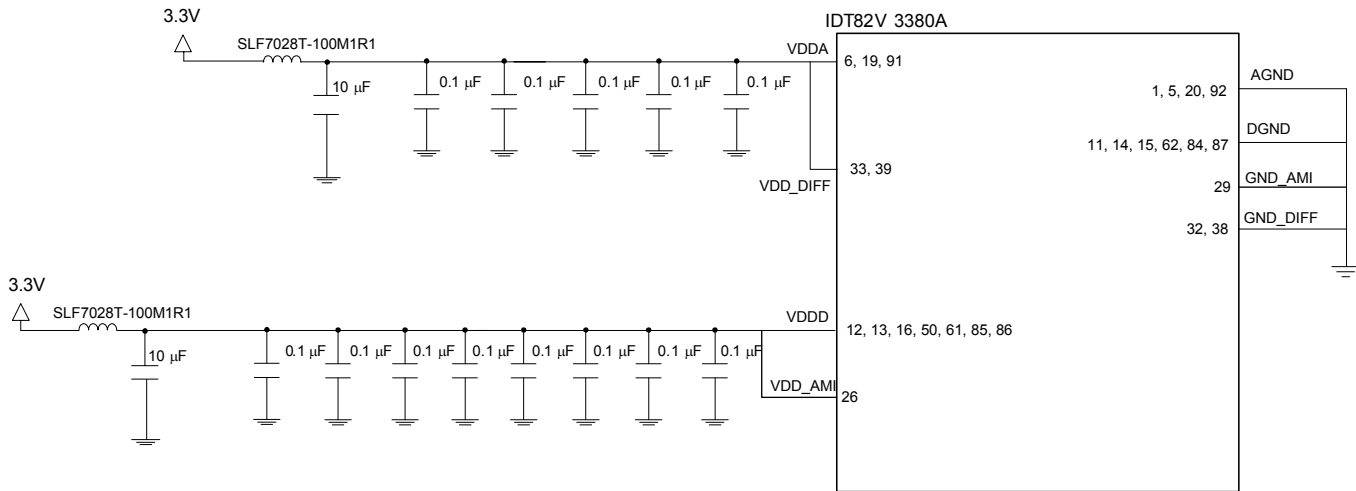 3.3V
IDT82V 3380A
SLF7028T-100M1R1
VDDA
6, 19, 91
10 μF
0.1 μF
0.1 μF
0.1 μF
0.1 μF
0.1 μF
AGND
1, 5, 20, 92
DGND
11, 14, 15, 62, 84, 87
33, 39
VDD_DIFF
29
GND_AMI
32, 38
GND_DIFF
3.3V
SLF7028T-100M1R1
VDDD
12, 13, 16, 50, 61, 85, 86
10 μF
0.1 μF
0.1 μF
0.1 μF
0.1 μF
0.1 μF
0.1 μF
0.1 μF
0.1 μF
VDD_AMI
26